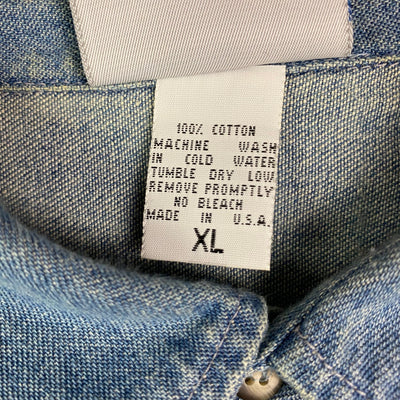 100% COTTON
MACHINE WASH
IN COLD WATER
TUMBLE DRY LOW
REMOVE PROMPTLY
NO BLEACH
MADE IN U.S.A.
XL